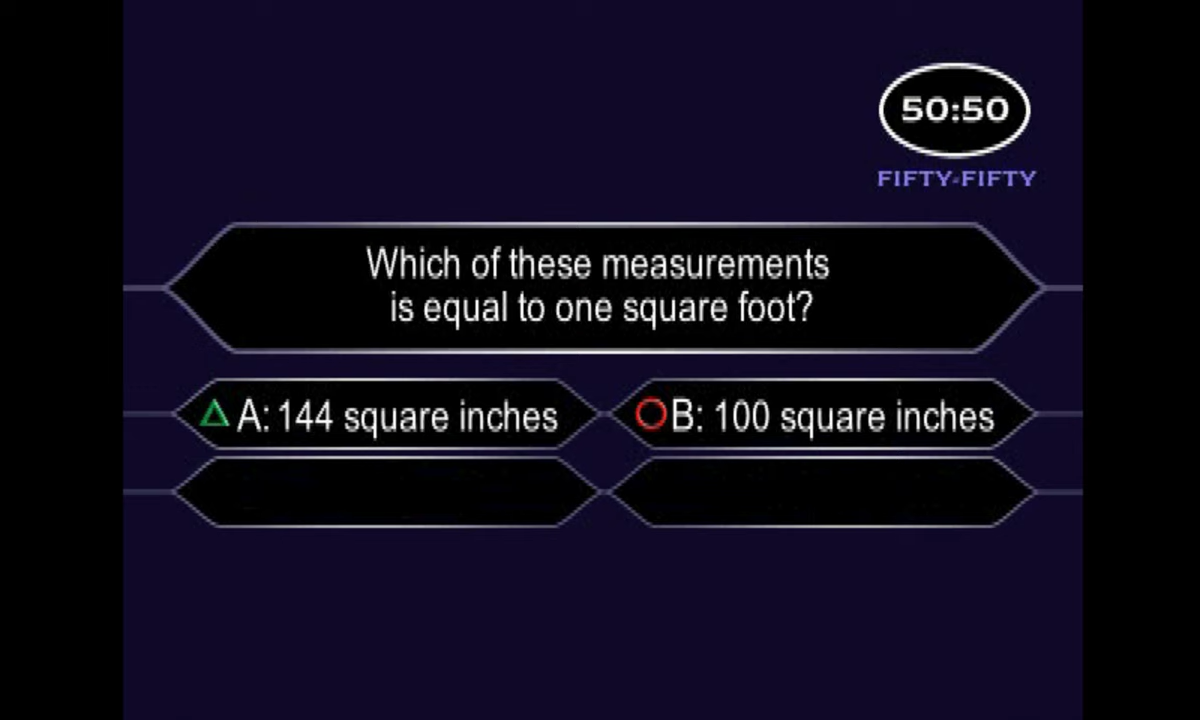 50:50
FIFTY-FIFTY
Which of these measurements
is equal to one square foot?
A: 144 square inches
B: 100 square inches